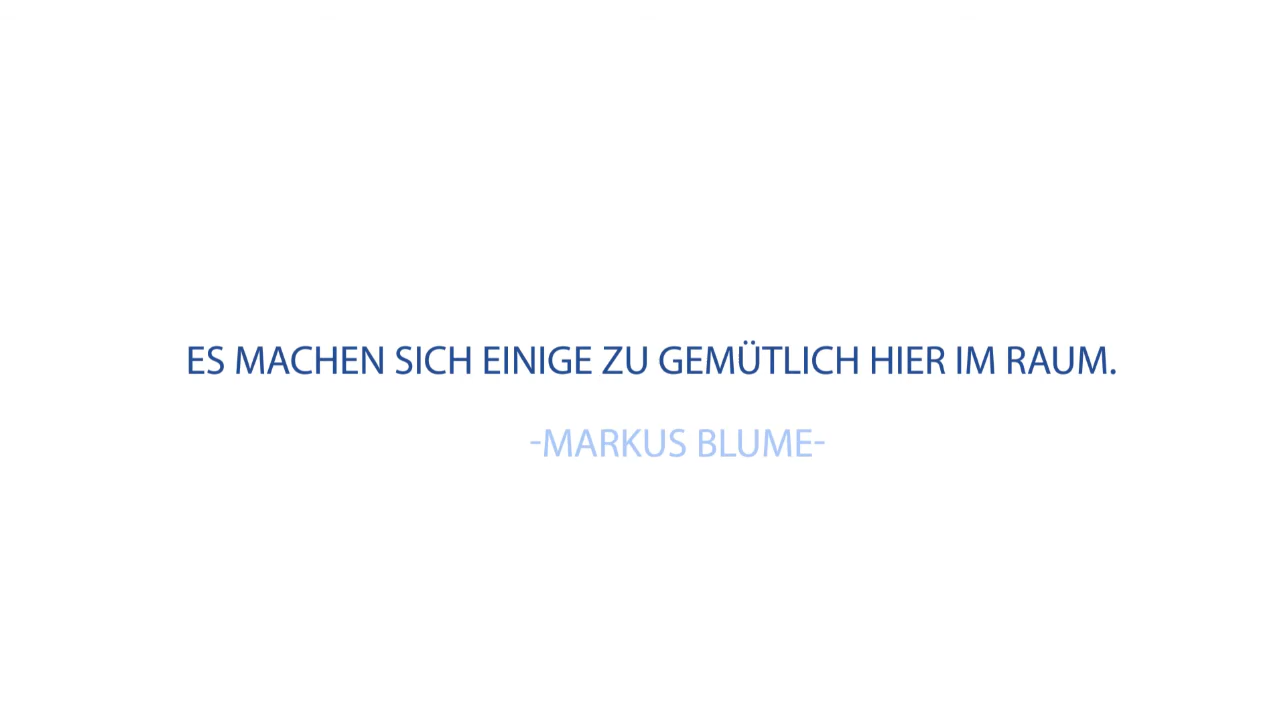 ES MACHEN SICH EINIGE ZU GEMÜTLICH HIER IM RAUM.
-MARKUS BLUME-